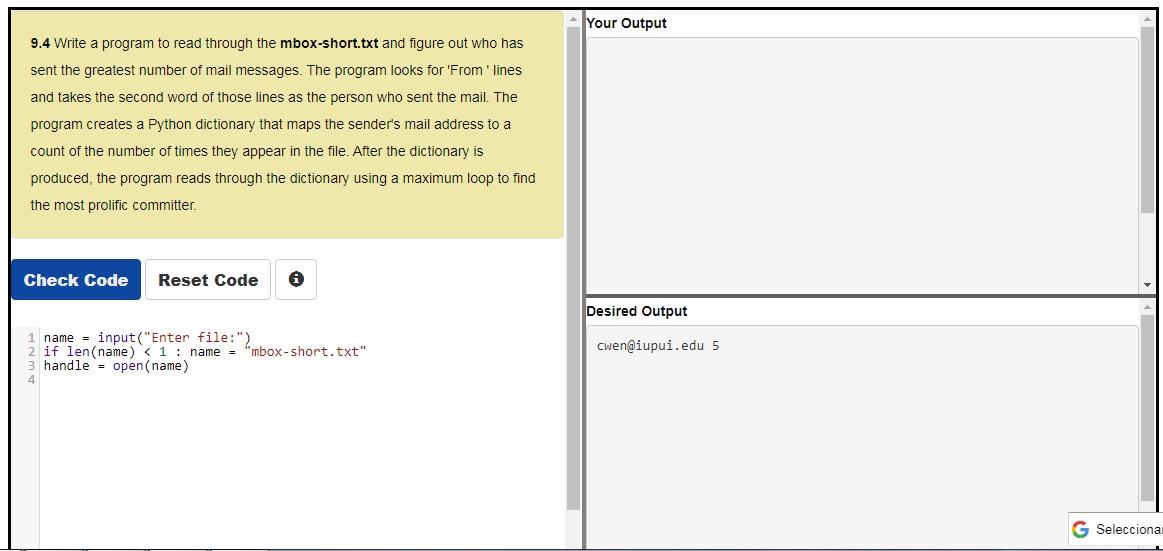 9.4 Write a program to read through the mbox-short.txt and figure out who has
sent the greatest number of mail messages. The program looks for 'From ' lines
and takes the second word of those lines as the person who sent the mail. The
program creates a Python dictionary that maps the sender's mail address to a
count of the number of times they appear in the file. After the dictionary is
produced, the program reads through the dictionary using a maximum loop to find
the most prolific committer.
Check Code Reset Code
1 name = input("Enter file:")
2 if len(name) < 1 : name = "mbox-short.txt"
3 handle = open(name)
4
Your Output
Desired Output
cwen@iupui.edu 5
G Selecciona